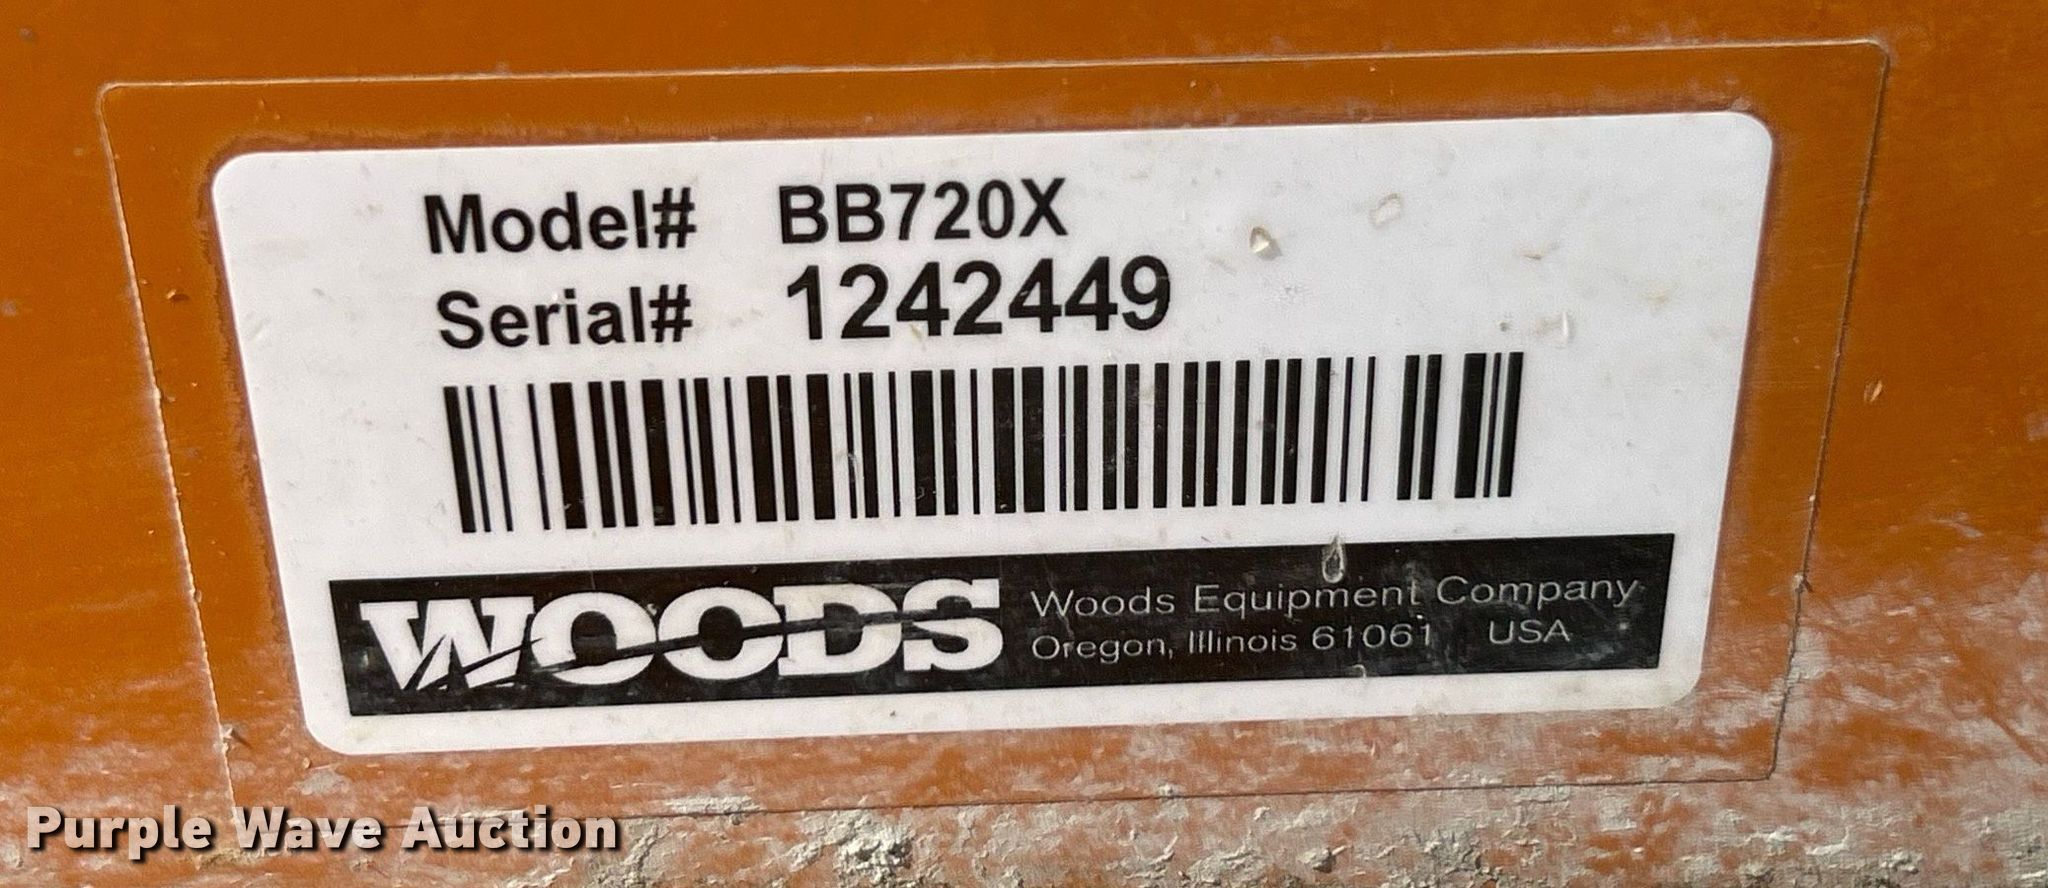 Model# BB720X
Serial# 1242449
WOODS
Woods Equipment Company
Oregon, Illinois 61061 USA
Purple Wave Auction